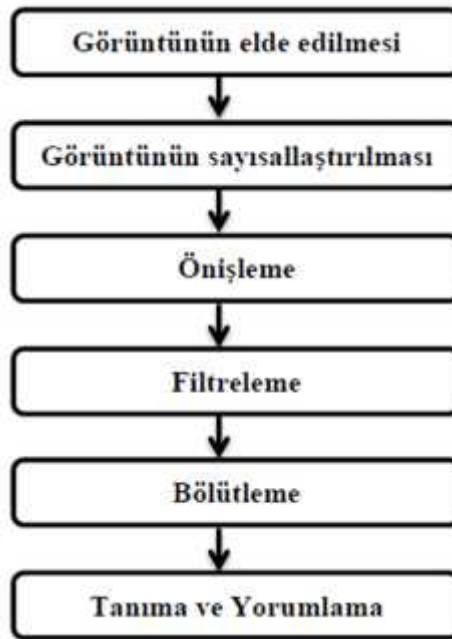 Görüntünün elde edilmesi
Görüntünün sayısallaştırılması
Önişleme
Filtreleme
Bölütleme
Tanıma ve Yorumlama